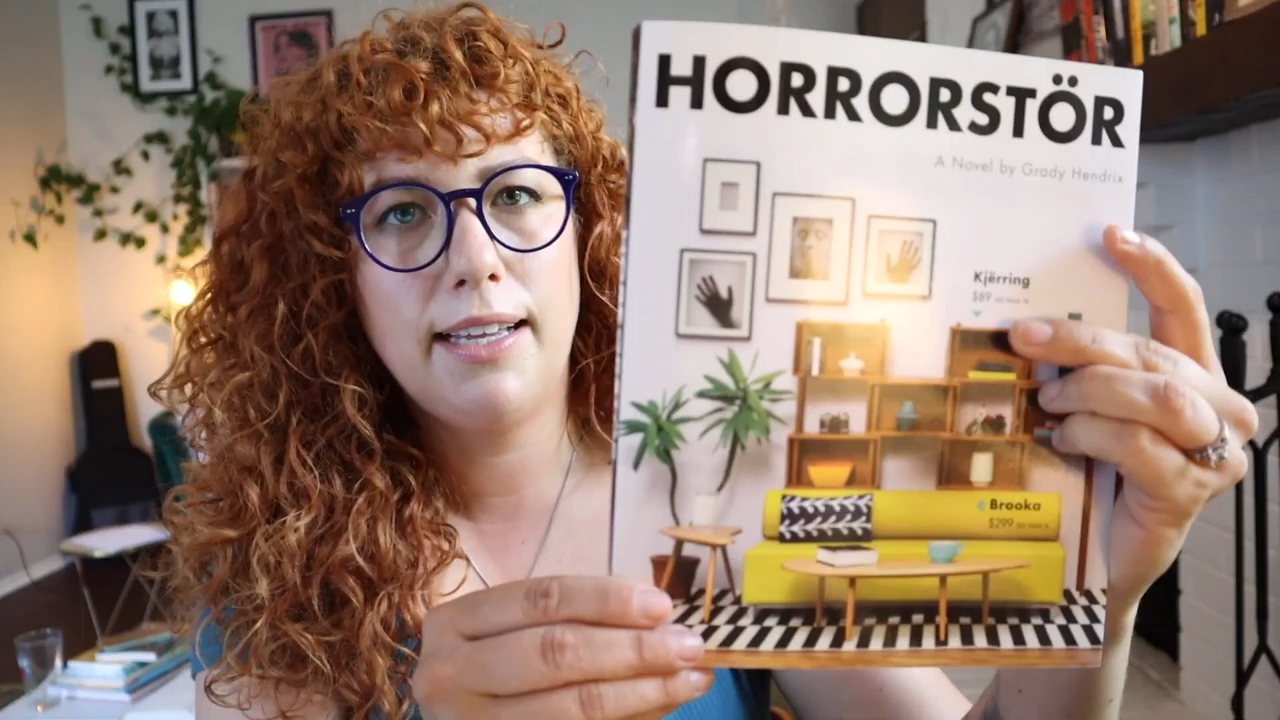 HORRORSTÖR
A Novel by Grady Hendrix
Kjërring
$89
Brooka
$299